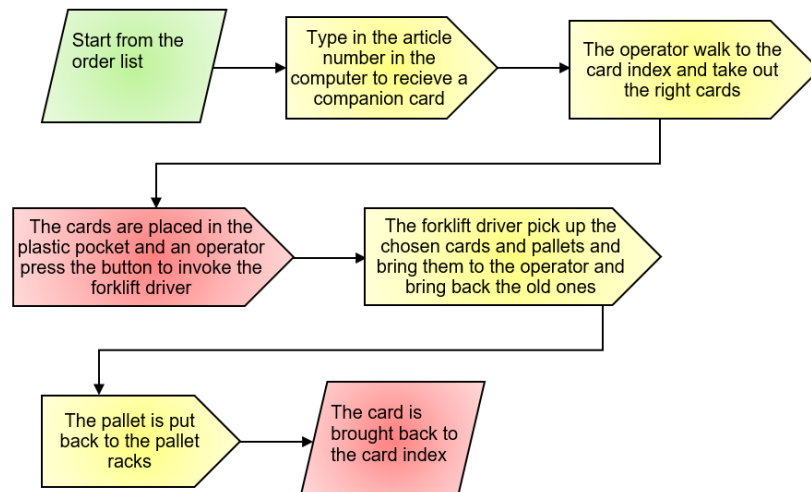 Start from the
order list
Type in the article
number in the
computer to recieve a
companion card
The operator walk to the
card index and take out
the right cards
The cards are placed in the
plastic pocket and an operator
press the button to invoke the
forklift driver
The forklift driver pick up the
chosen cards and pallets and
bring them to the operator and
bring back the old ones
The pallet is put
back to the pallet
racks
The card is
brought back to
the card index